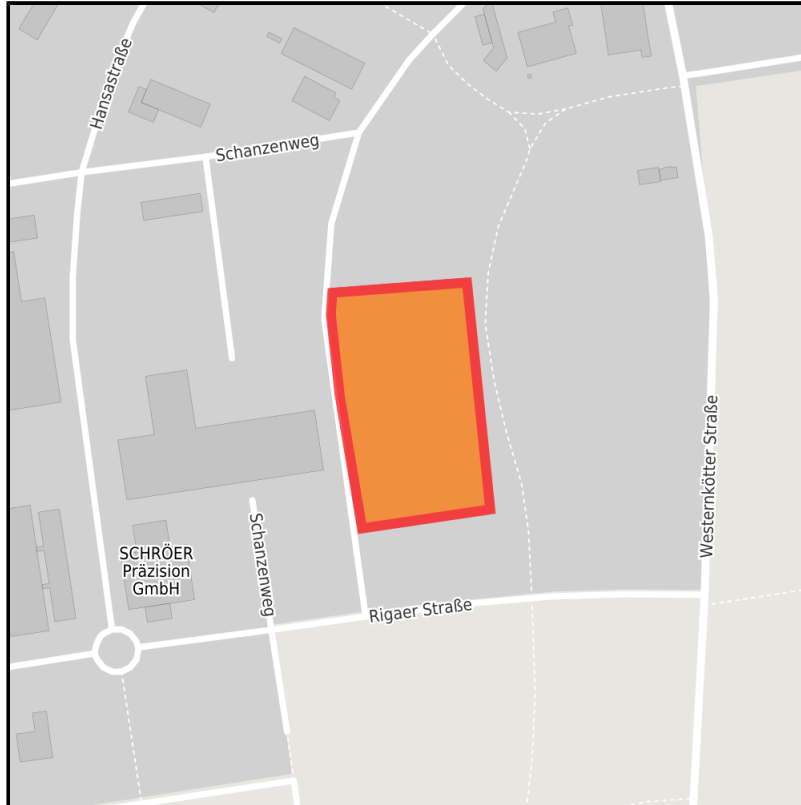 Hansastraße
Schanzenweg
Westernkötter Straße
Schanzenweg
SCHRÖER
Präzision
GmbH
Rigaer Straße